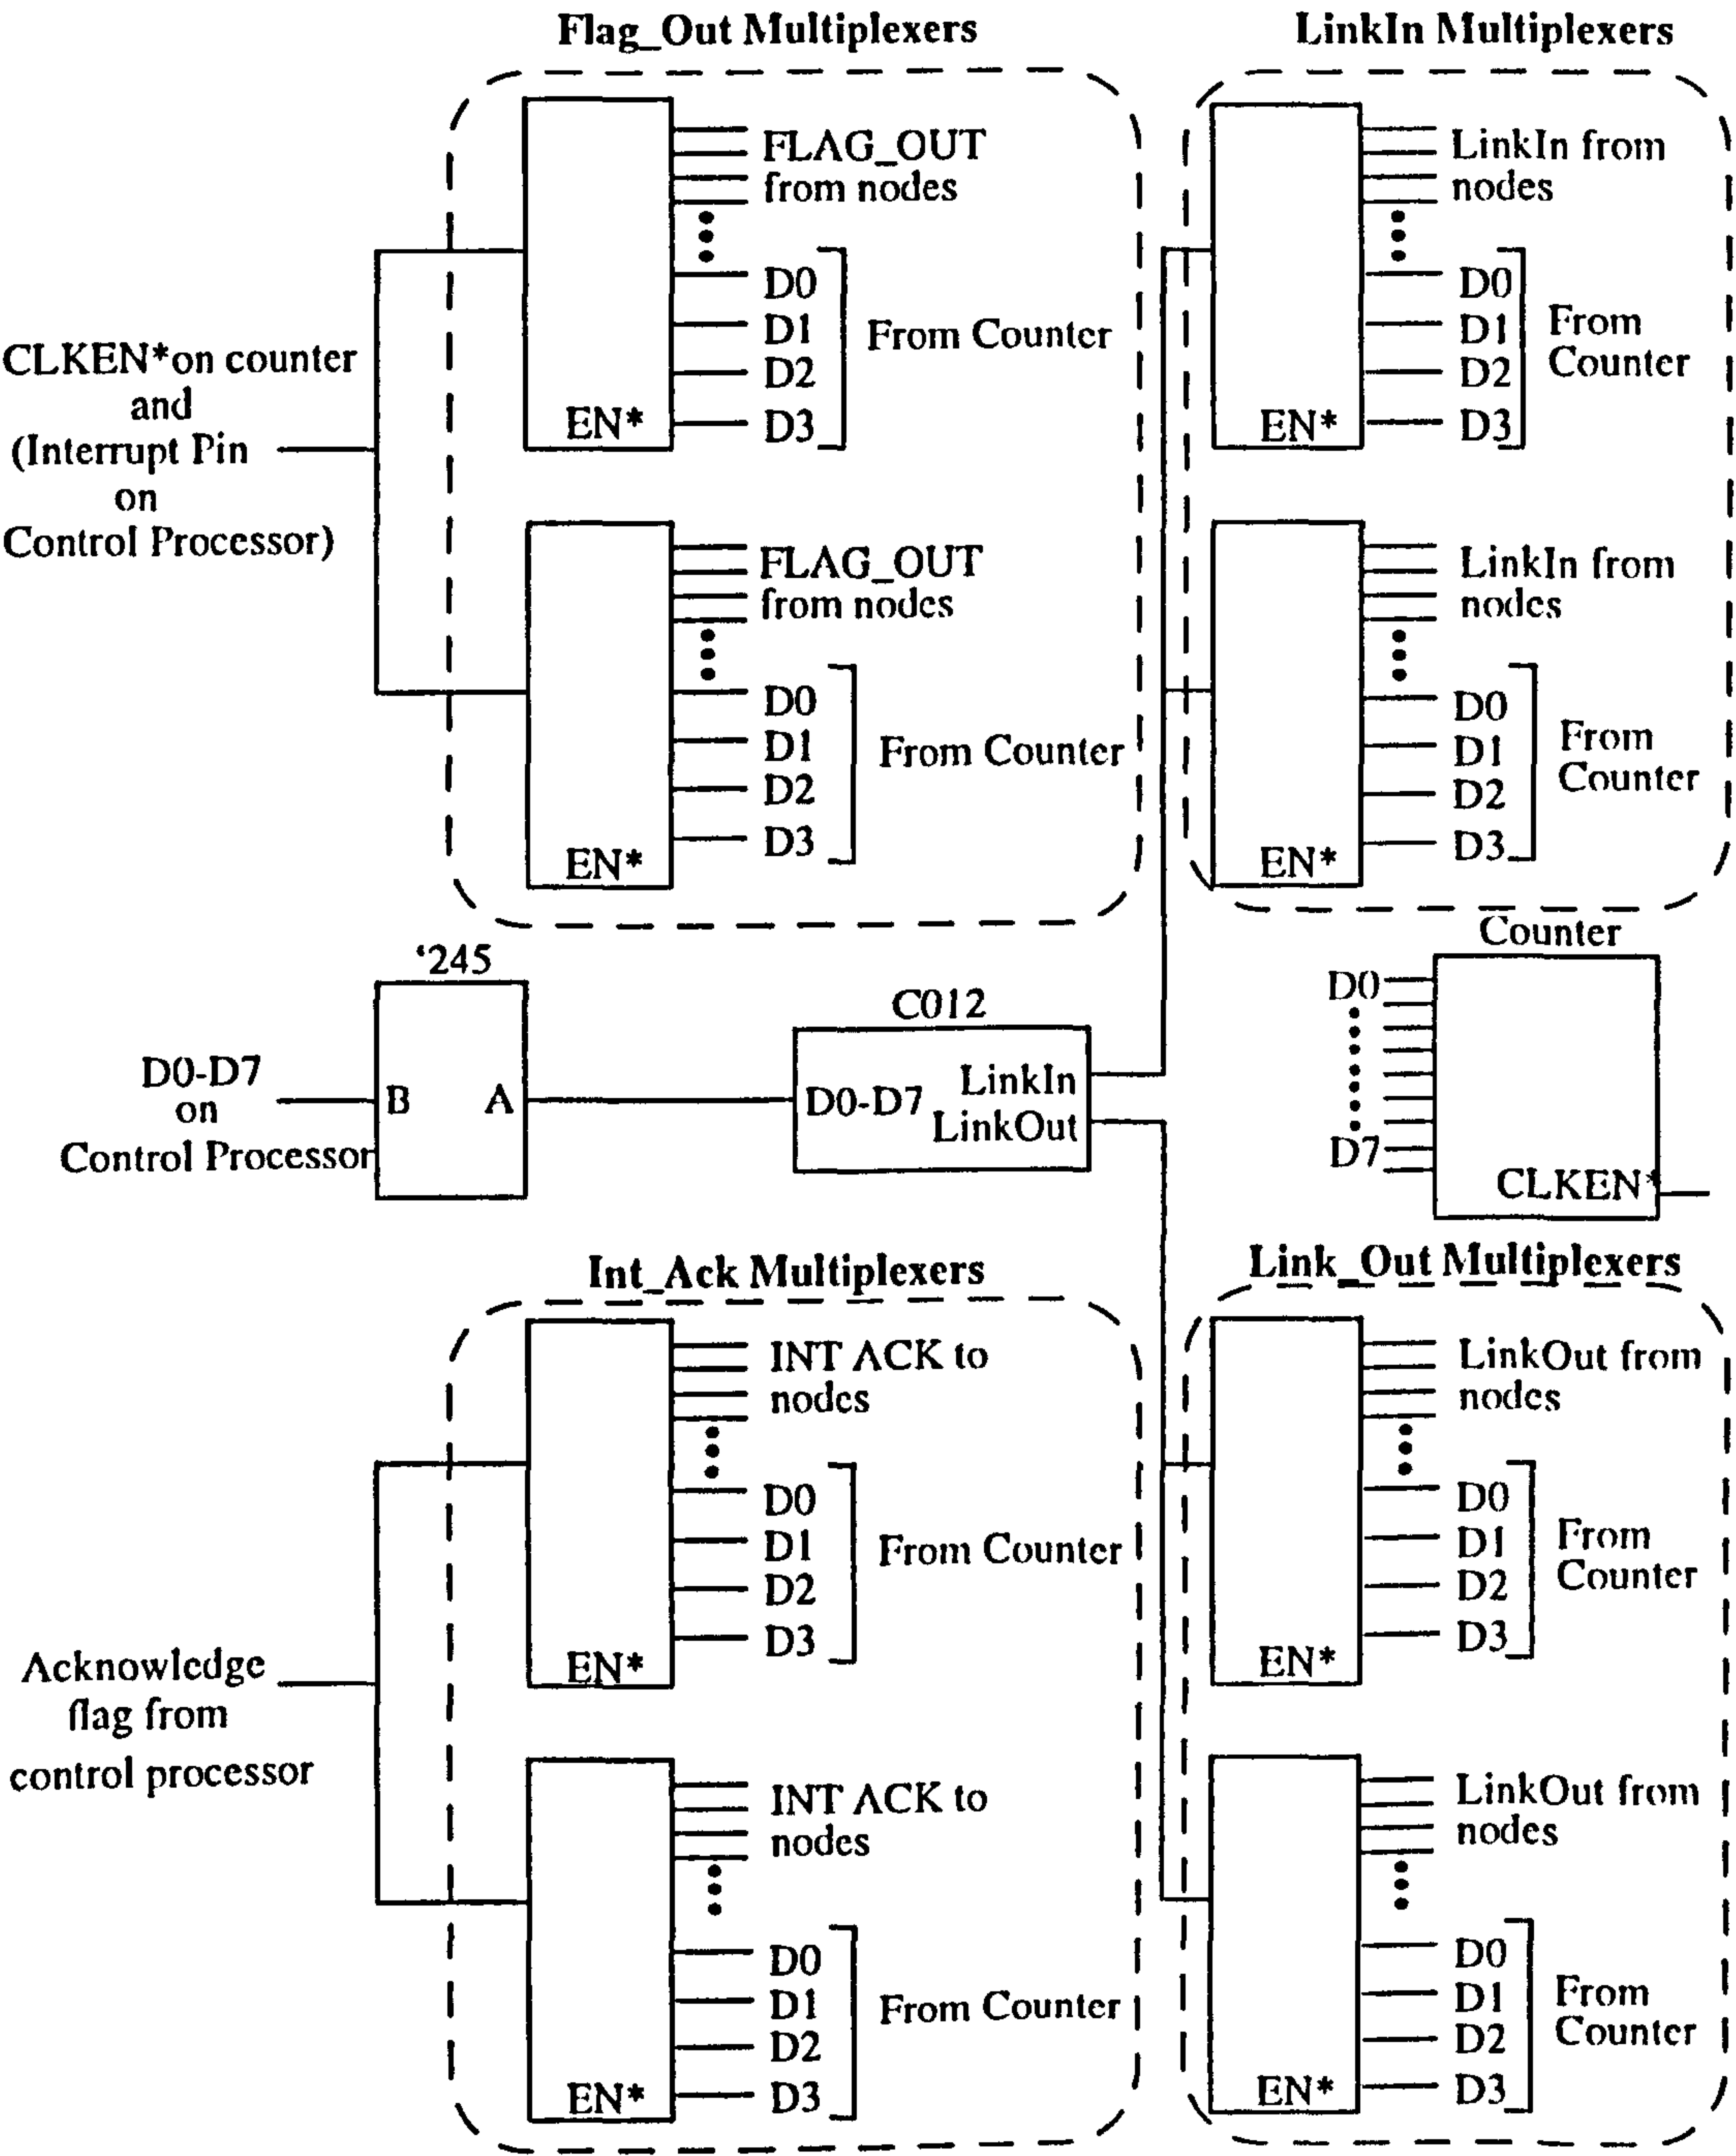 Flag_Out Multiplexers
FLAG_OUT
from nodes
D0
D1
D2
D3
From Counter
EN*
CLKEN*on counter
and
(Interrupt Pin
on
Control Processor)
FLAG_OUT
from nodes
D0
D1
D2
D3
From Counter
EN*
LinkIn Multiplexers
LinkIn from
nodes
D0
D1
D2
D3
From
Counter
EN*
LinkIn from
nodes
D0
D1
D2
D3
From
Counter
EN*
‘245
D0-D7
on
Control Processor
B
A
C012
D0-D7
LinkIn
LinkOut
Counter
D0
D7
CLKEN*
Int_Ack Multiplexers
INT ACK to
nodes
D0
D1
D2
D3
From Counter
EN*
Acknowledge
flag from
control processor
INT ACK to
nodes
D0
D1
D2
D3
From Counter
EN*
Link_Out Multiplexers
LinkOut from
nodes
D0
D1
D2
D3
From
Counter
EN*
LinkOut from
nodes
D0
D1
D2
D3
From
Counter
EN*